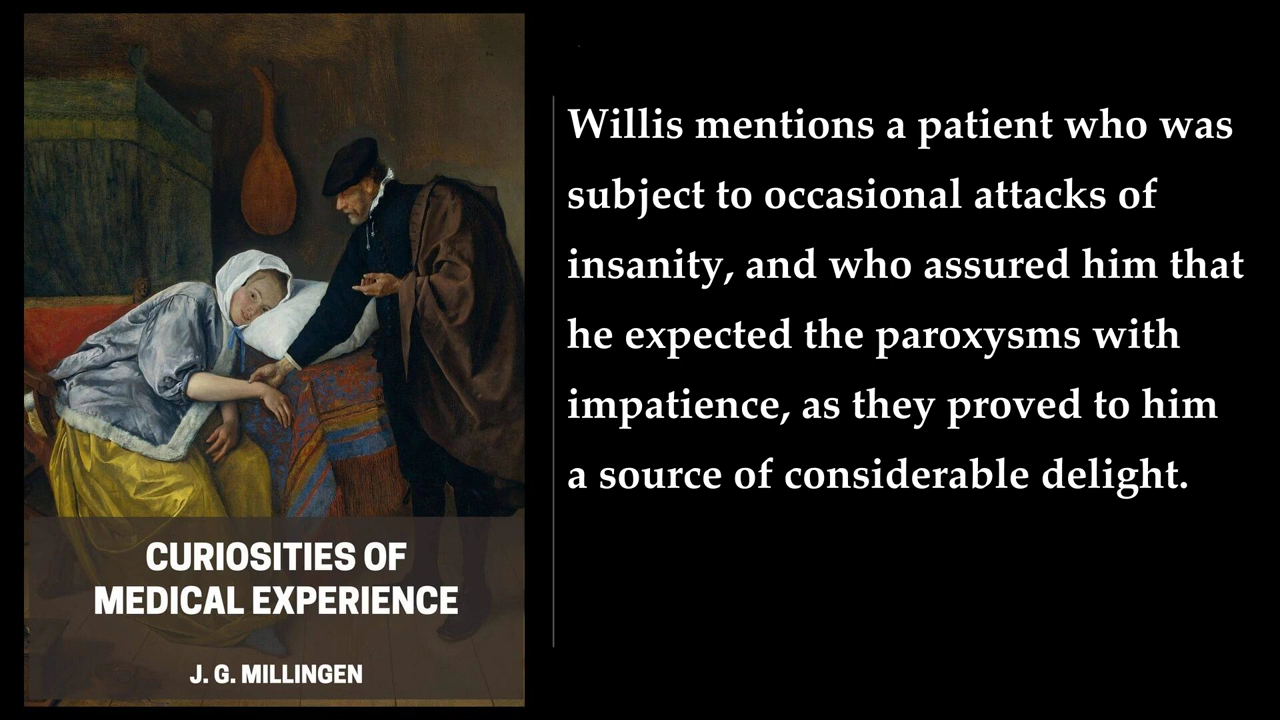 Willis mentions a patient who was
subject to occasional attacks of
insanity, and who assured him that
he expected the paroxysms with
impatience, as they proved to him
a source of considerable delight.
CURIOSITIES OF
MEDICAL EXPERIENCE
J. G. MILLINGEN